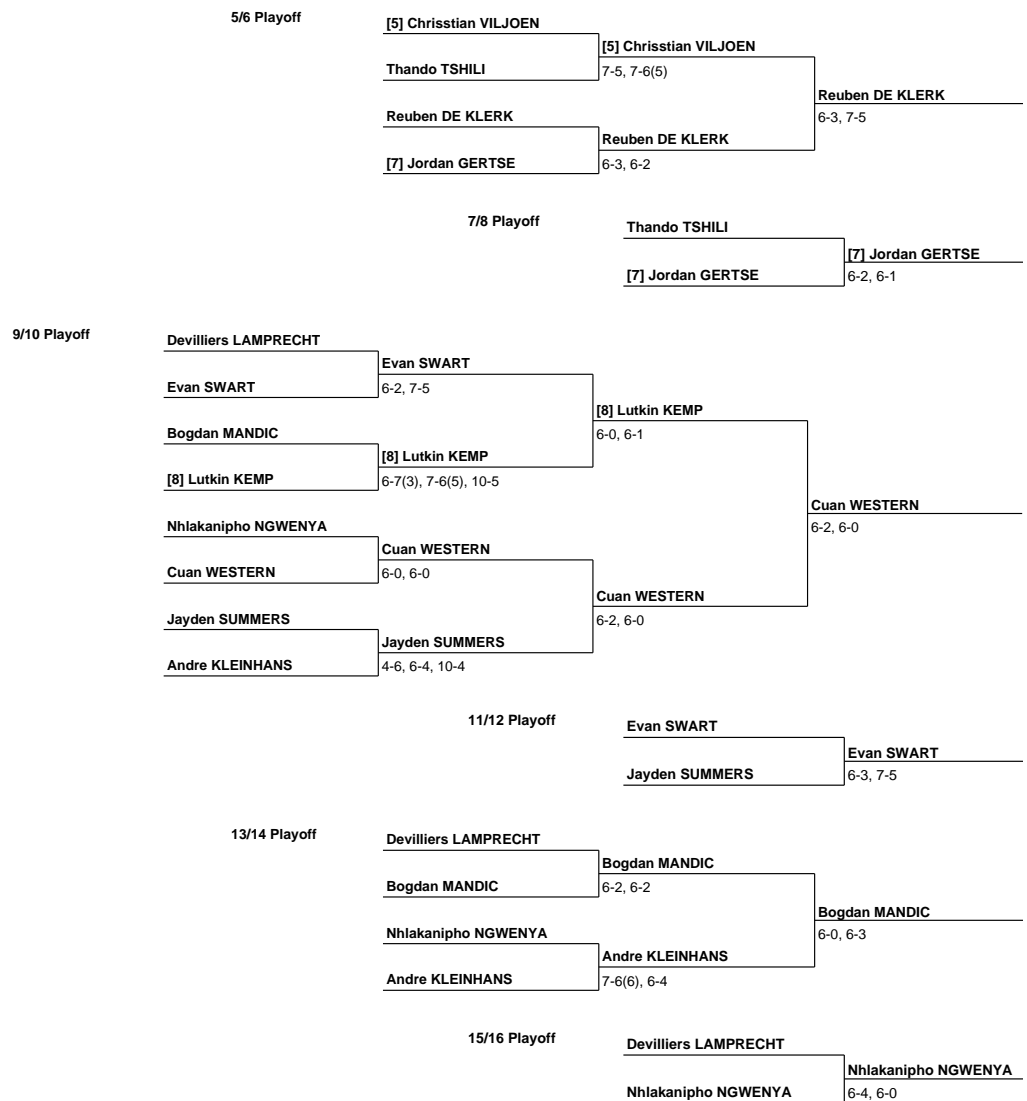 5/6 Playoff
[5] Chrisstian VILJOEN
[5] Chrisstian VILJOEN
Thando TSHILI
7-5, 7-6(5)
Reuben DE KLERK
6-3, 7-5
Reuben DE KLERK
Reuben DE KLERK
[7] Jordan GERTSE
6-3, 6-2
7/8 Playoff
Thando TSHILI
[7] Jordan GERTSE
[7] Jordan GERTSE
6-2, 6-1
9/10 Playoff
Devilliers LAMPRECHT
Evan SWART
Evan SWART
6-2, 7-5
[8] Lutkin KEMP
6-0, 6-1
Bogdan MANDIC
[8] Lutkin KEMP
[8] Lutkin KEMP
6-7(3), 7-6(5), 10-5
Cuan WESTERN
6-2, 6-0
Nhlakanipho NGWENYA
Cuan WESTERN
Cuan WESTERN
6-0, 6-0
Cuan WESTERN
6-2, 6-0
Jayden SUMMERS
Jayden SUMMERS
Andre KLEINHANS
4-6, 6-4, 10-4
11/12 Playoff
Evan SWART
Evan SWART
Jayden SUMMERS
6-3, 7-5
13/14 Playoff
Devilliers LAMPRECHT
Bogdan MANDIC
Bogdan MANDIC
6-2, 6-2
Bogdan MANDIC
6-0, 6-3
Nhlakanipho NGWENYA
Andre KLEINHANS
Andre KLEINHANS
7-6(6), 6-4
15/16 Playoff
Devilliers LAMPRECHT
Nhlakanipho NGWENYA
Nhlakanipho NGWENYA
6-4, 6-0